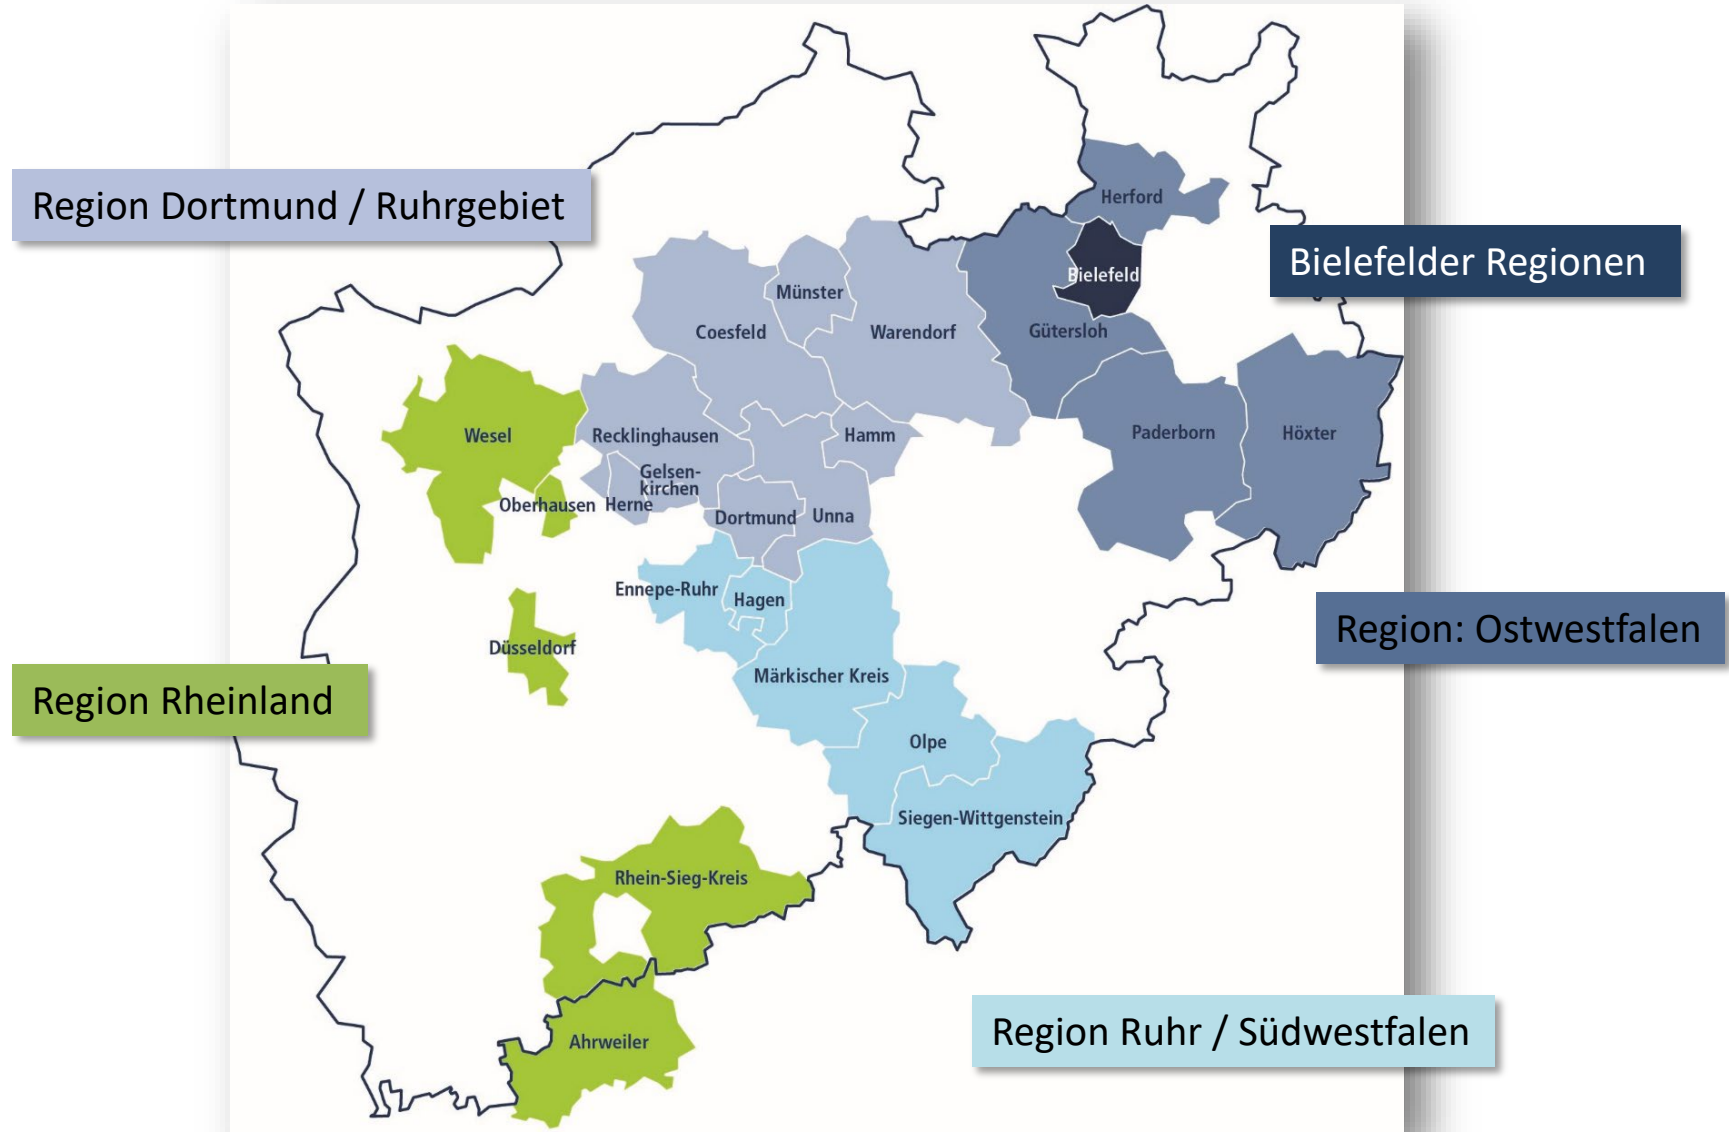 Herford
Region Dortmund / Ruhrgebiet
Bielefelder Regionen
Bielefeld
Münster
Coesfeld
Warendorf
Gütersloh
Wesel
Recklinghausen
Hamm
Paderborn
Höxter
Gelsen-
kirchen
Oberhausen
Herne
Dortmund
Unna
Ennepe-Ruhr
Hagen
Region: Ostwestfalen
Düsseldorf
Märkischer Kreis
Region Rheinland
Olpe
Siegen-Wittgenstein
Rhein-Sieg-Kreis
Region Ruhr / Südwestfalen
Ahrweiler